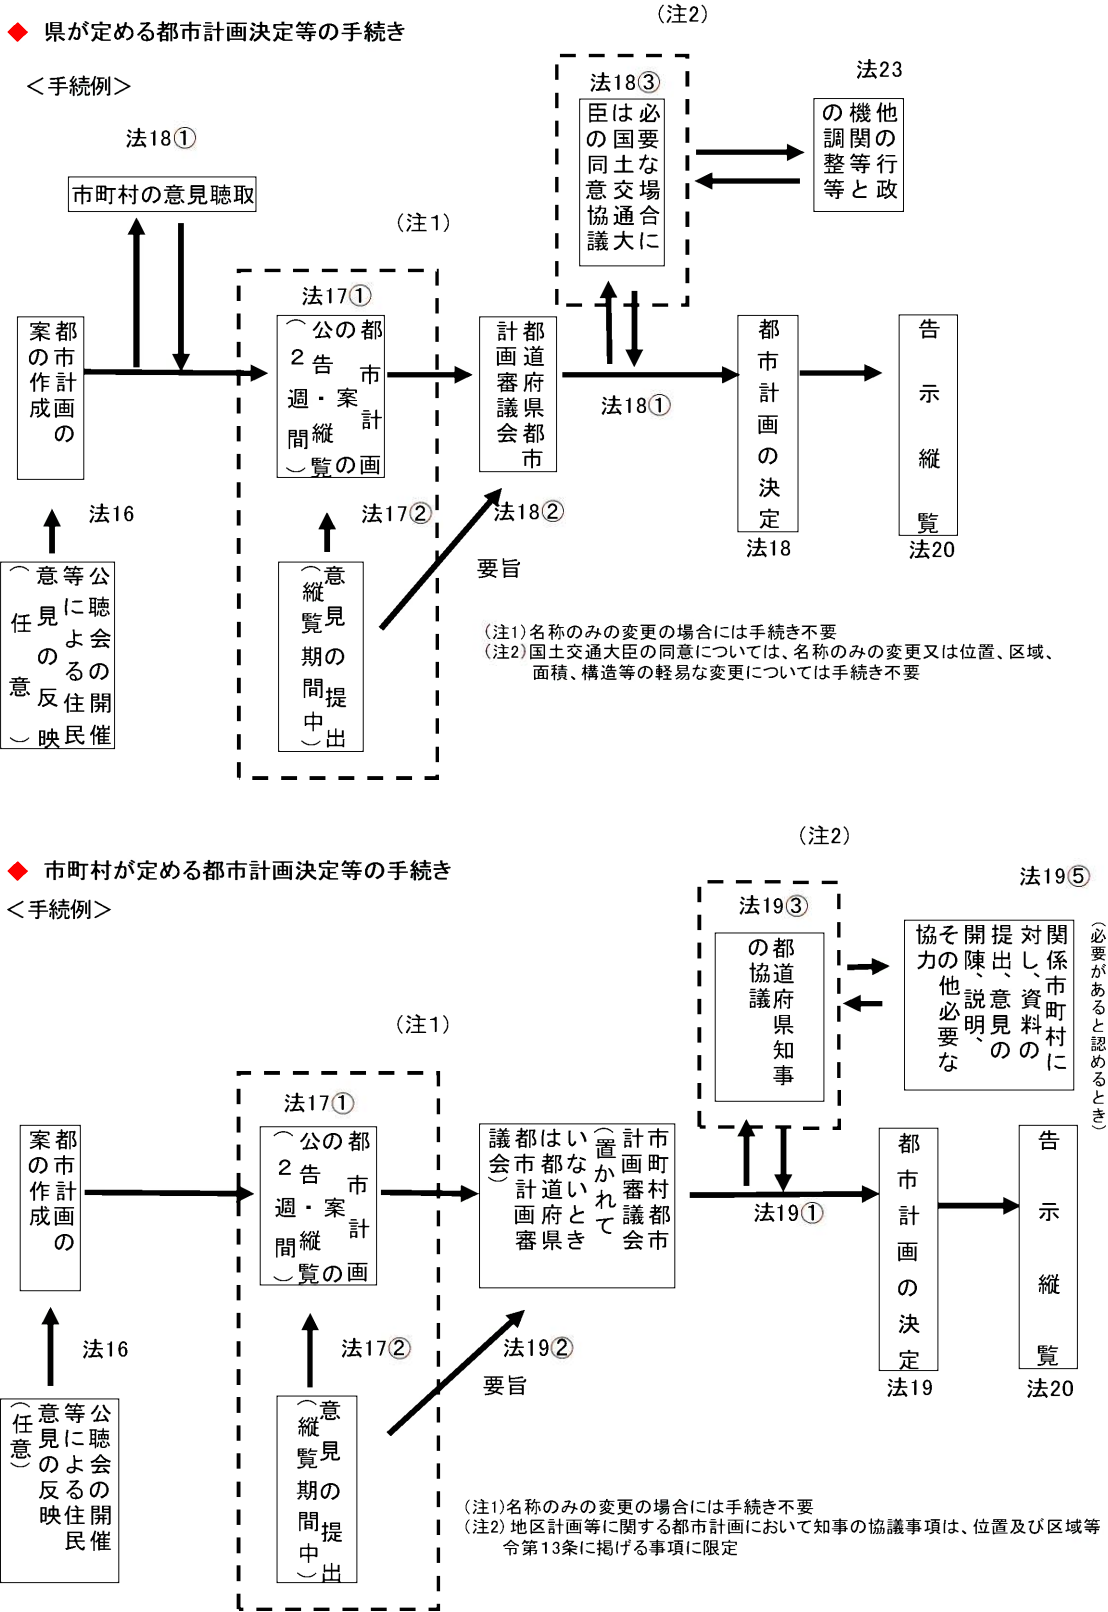 ◆ 県が定める都市計画決定等の手続き
(注2)
<手続例>
法18③
法23
必要な場合に
は国土交通大
臣の同意協議
他の行政
機関等と
の調整等
法18①
市町村の意見聴取
(注1)
法17①
都市計画の
案の作成
都市計画
の案の
公告・縦覧
(2週間)
都道府県都市
計画審議会
法18①
都市計画の決定
告示縦覧
法16
法17②
法18②
要旨
法18
法20
公聴会の開催
等による住民
意見の反映
(任意)
意見の提出
(縦覧期間中)
(注1)名称のみの変更の場合には手続き不要
(注2)国土交通大臣の同意については、名称のみの変更又は位置、区域、
面積、構造等の軽易な変更については手続き不要
◆ 市町村が定める都市計画決定等の手続き
(注2)
<手続例>
法19③
法19⑤
都道府県知事
の協議
関係市町村に
対し、資料の
提出、意見の
開陳、説明、
その他必要な
協力
(必要があると認めるとき)
(注1)
法17①
都市計画の
案の作成
都市計画
の案の
公告・縦覧
(2週間)
市町村都市
計画審議会
(置かれて
いないとき
は都道府県
都市計画審
議会)
法19①
都市計画の決定
告示縦覧
法16
法17②
法19②
要旨
法19
法20
公聴会の開催
等による住民
意見の反映
(任意)
意見の提出
(縦覧期間中)
(注1)名称のみの変更の場合には手続き不要
(注2)地区計画等に関する都市計画において知事の協議事項は、位置及び区域等
令第13条に掲げる事項に限定